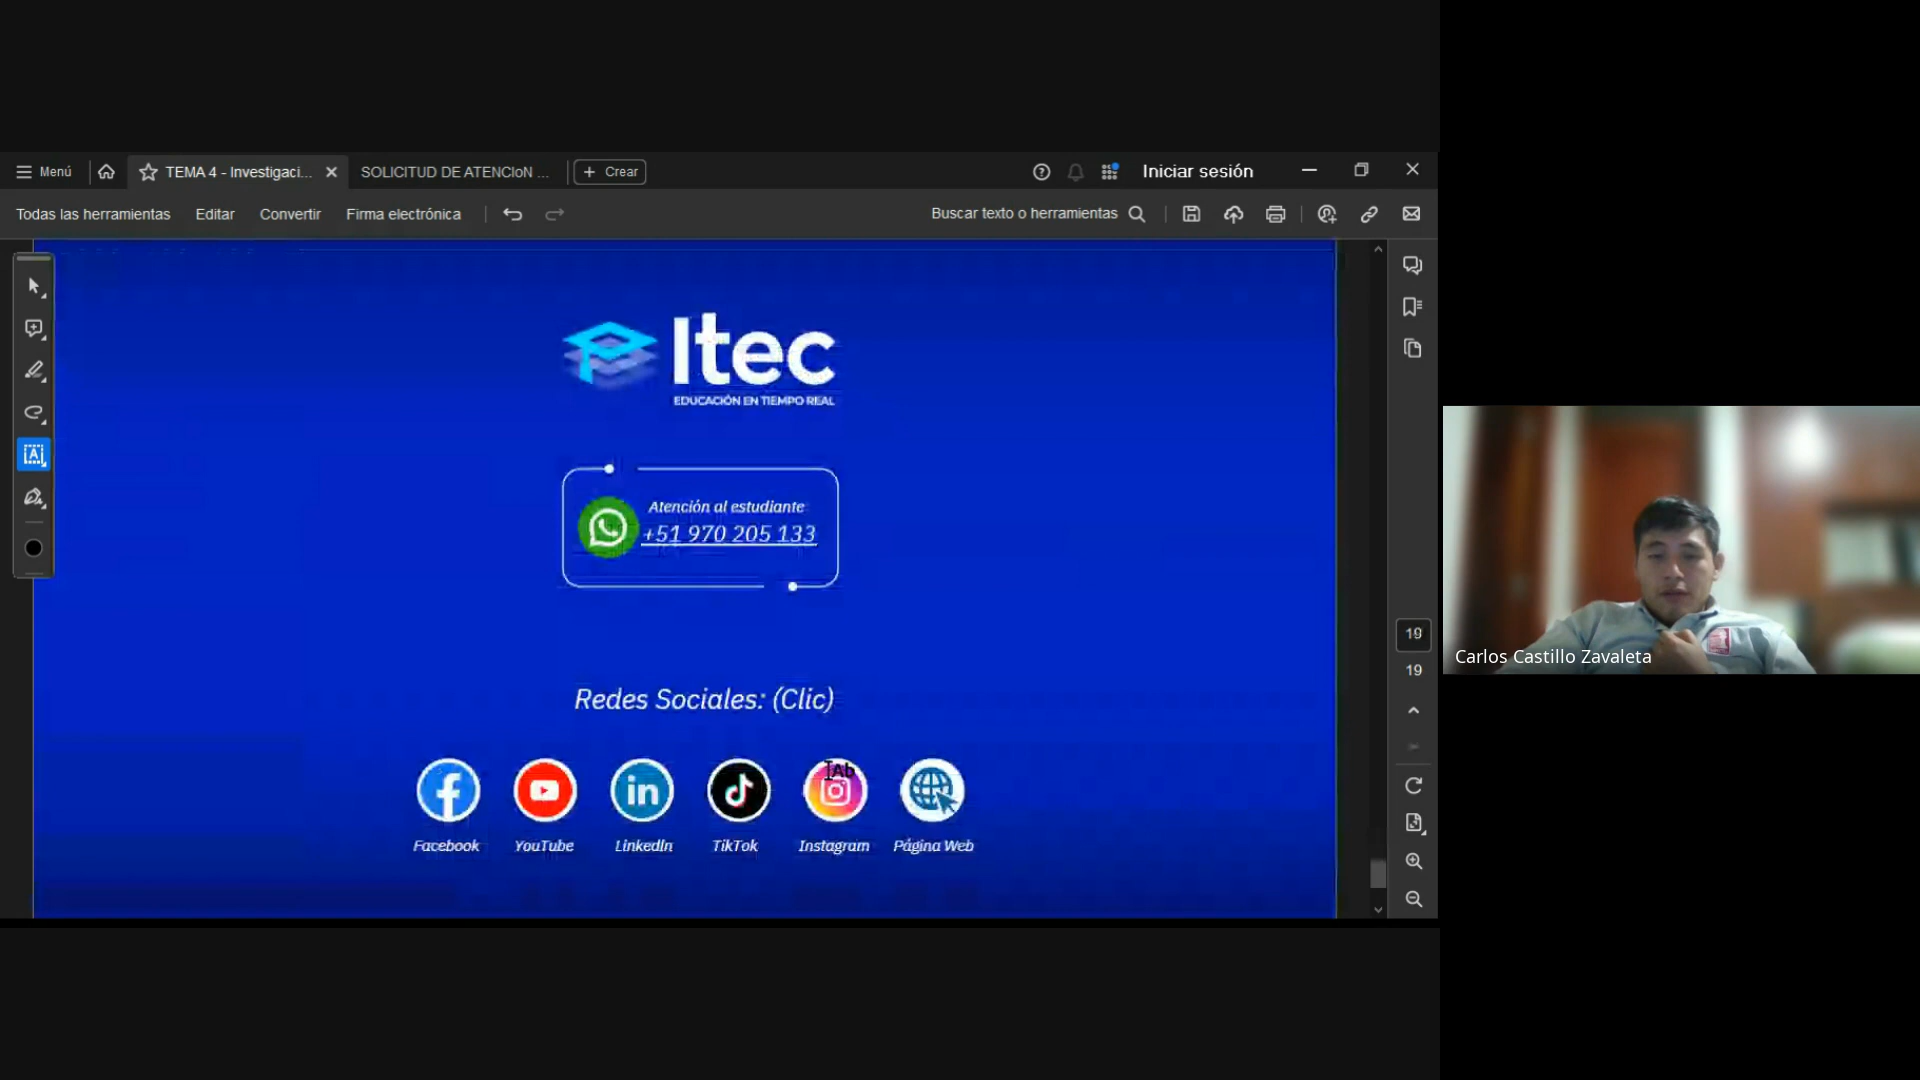 Menú
TEMA 4 - Investigaci...
SOLICITUD DE ATENCIoN ...
Crear
Iniciar sesión
Todas las herramientas
Editar
Convertir
Firma electrónica
Buscar texto o herramientas
Itec
EDUCACIÓN EN TIEMPO REAL
Atención al estudiante
+51 970 205 133
Redes Sociales: (Clic)
Ab
Facebook
YouTube
LinkedIn
TikTok
Instagram
Página Web
19
19
Carlos Castillo Zavaleta